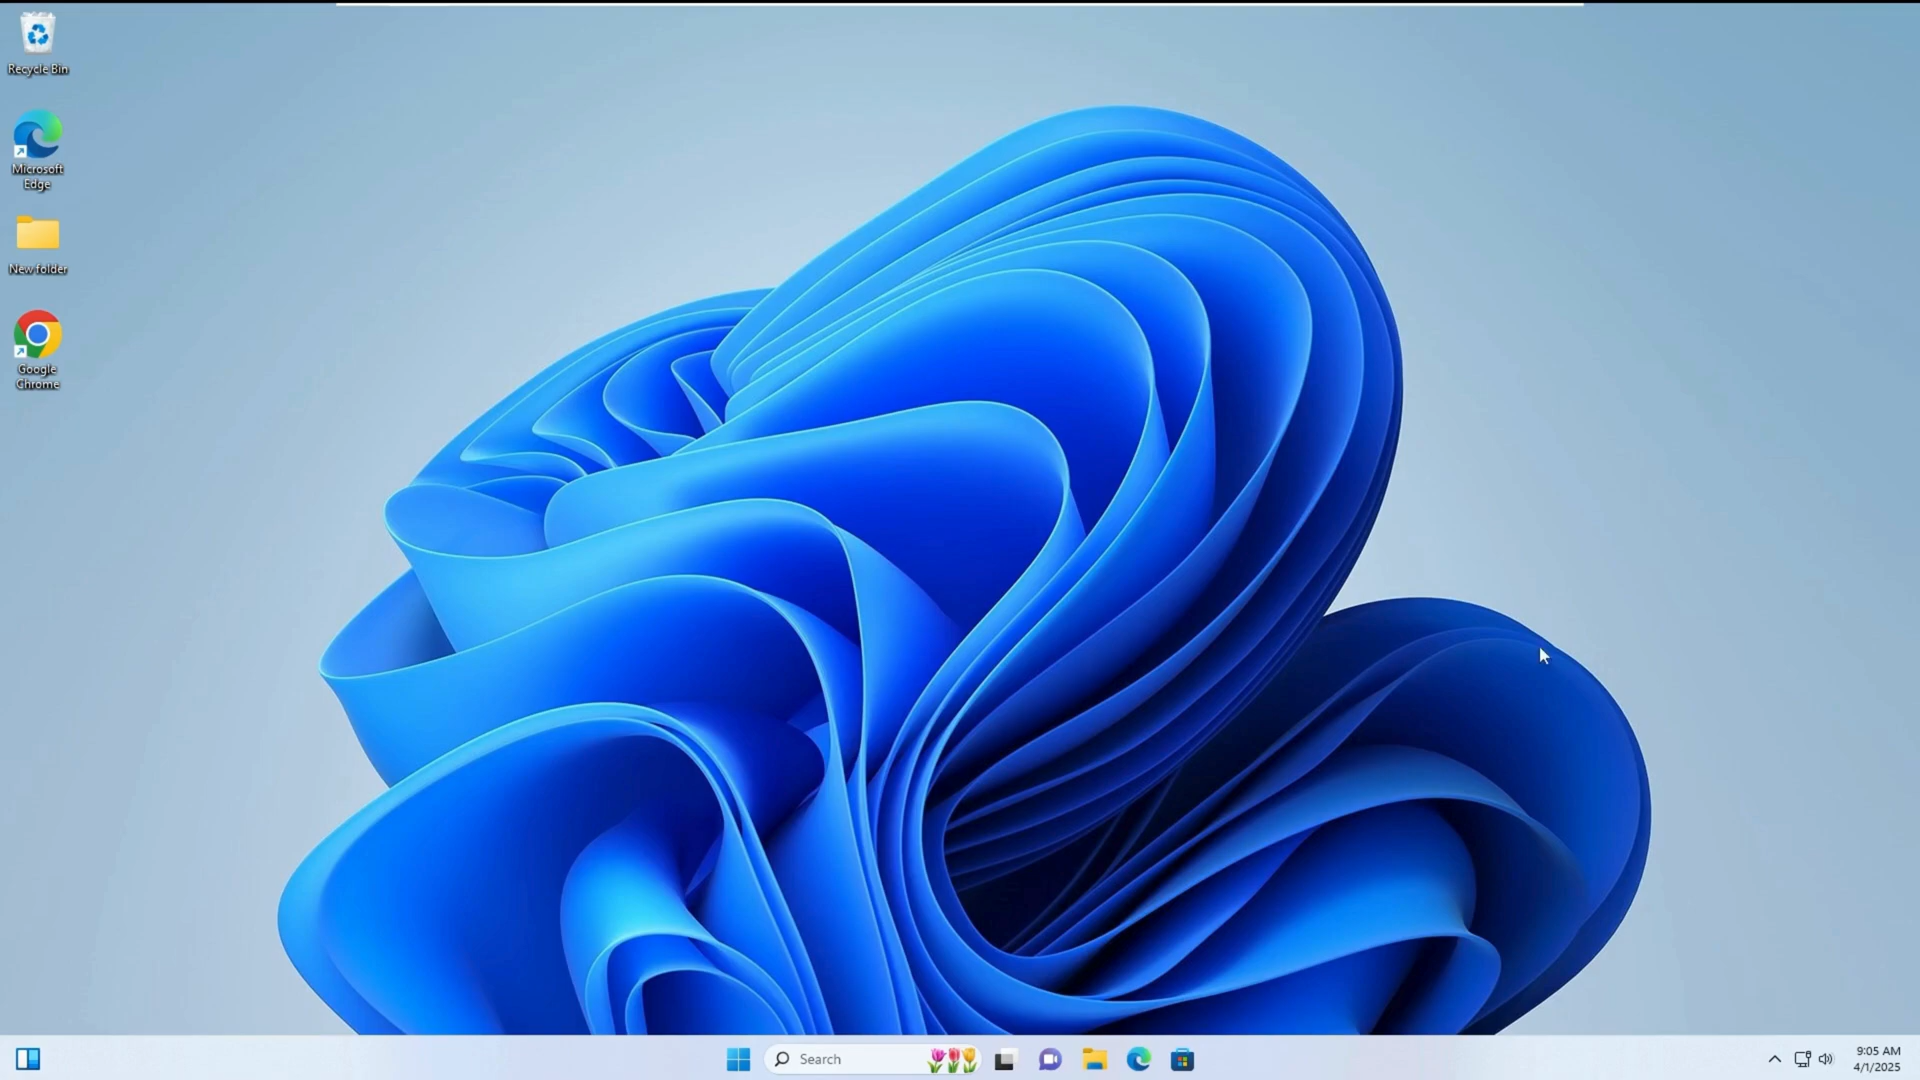 Recycle Bin
Microsoft
Edge
New folder
Google
Chrome
Search
9:05 AM
4/1/2025